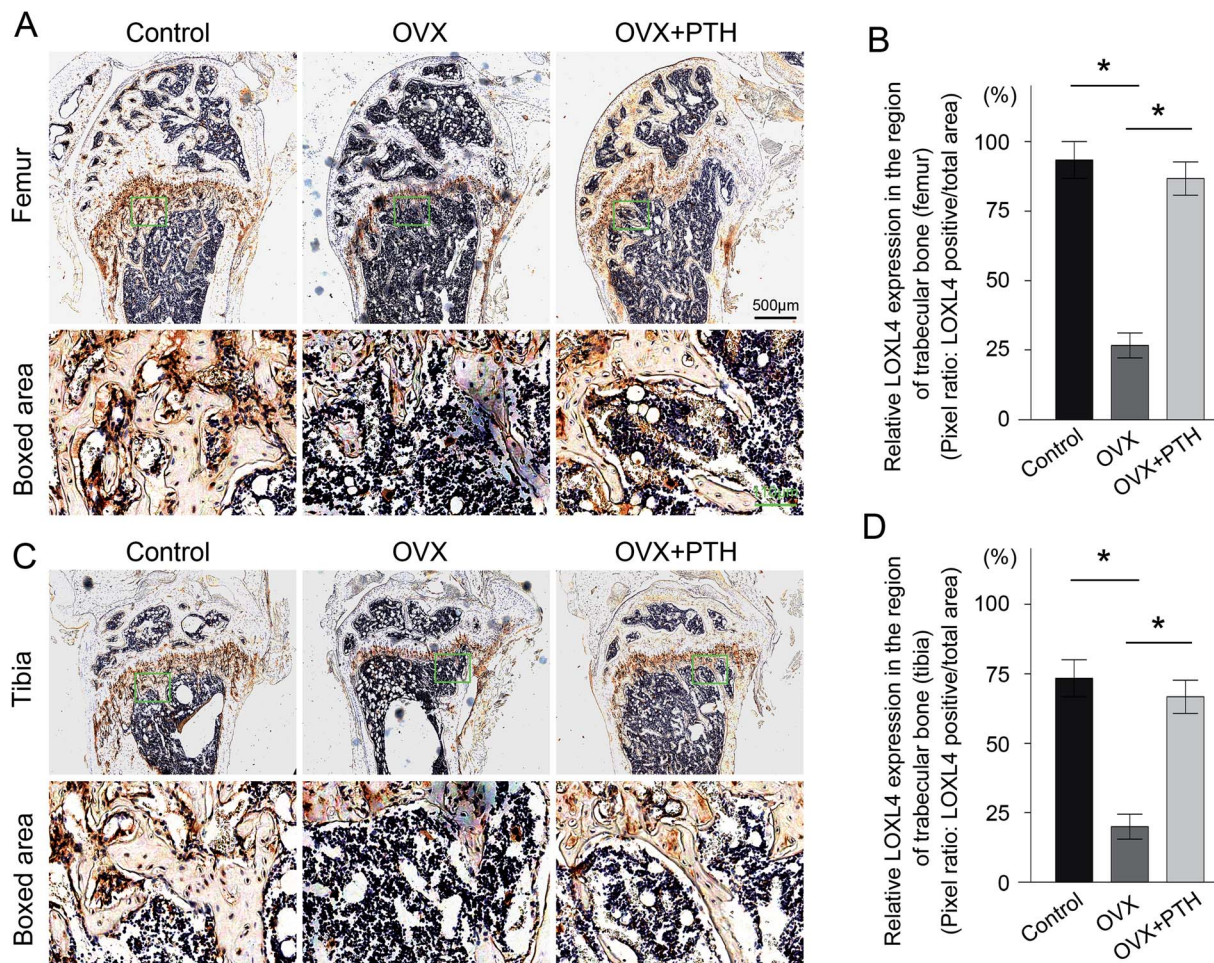 A
Control
OVX
OVX+PTH
Femur
500μm
Boxed area
B
Relative LOXL4 expression in the region
of trabecular bone (femur)
(Pixel ratio: LOXL4 positive/total area)
(%)
100
75
50
25
0
*
*
Control
OVX
OVX+PTH
C
Control
OVX
OVX+PTH
Tibia
Boxed area
D
Relative LOXL4 expression in the region
of trabecular bone (tibia)
(Pixel ratio: LOXL4 positive/total area)
(%)
100
75
50
25
0
*
*
Control
OVX
OVX+PTH